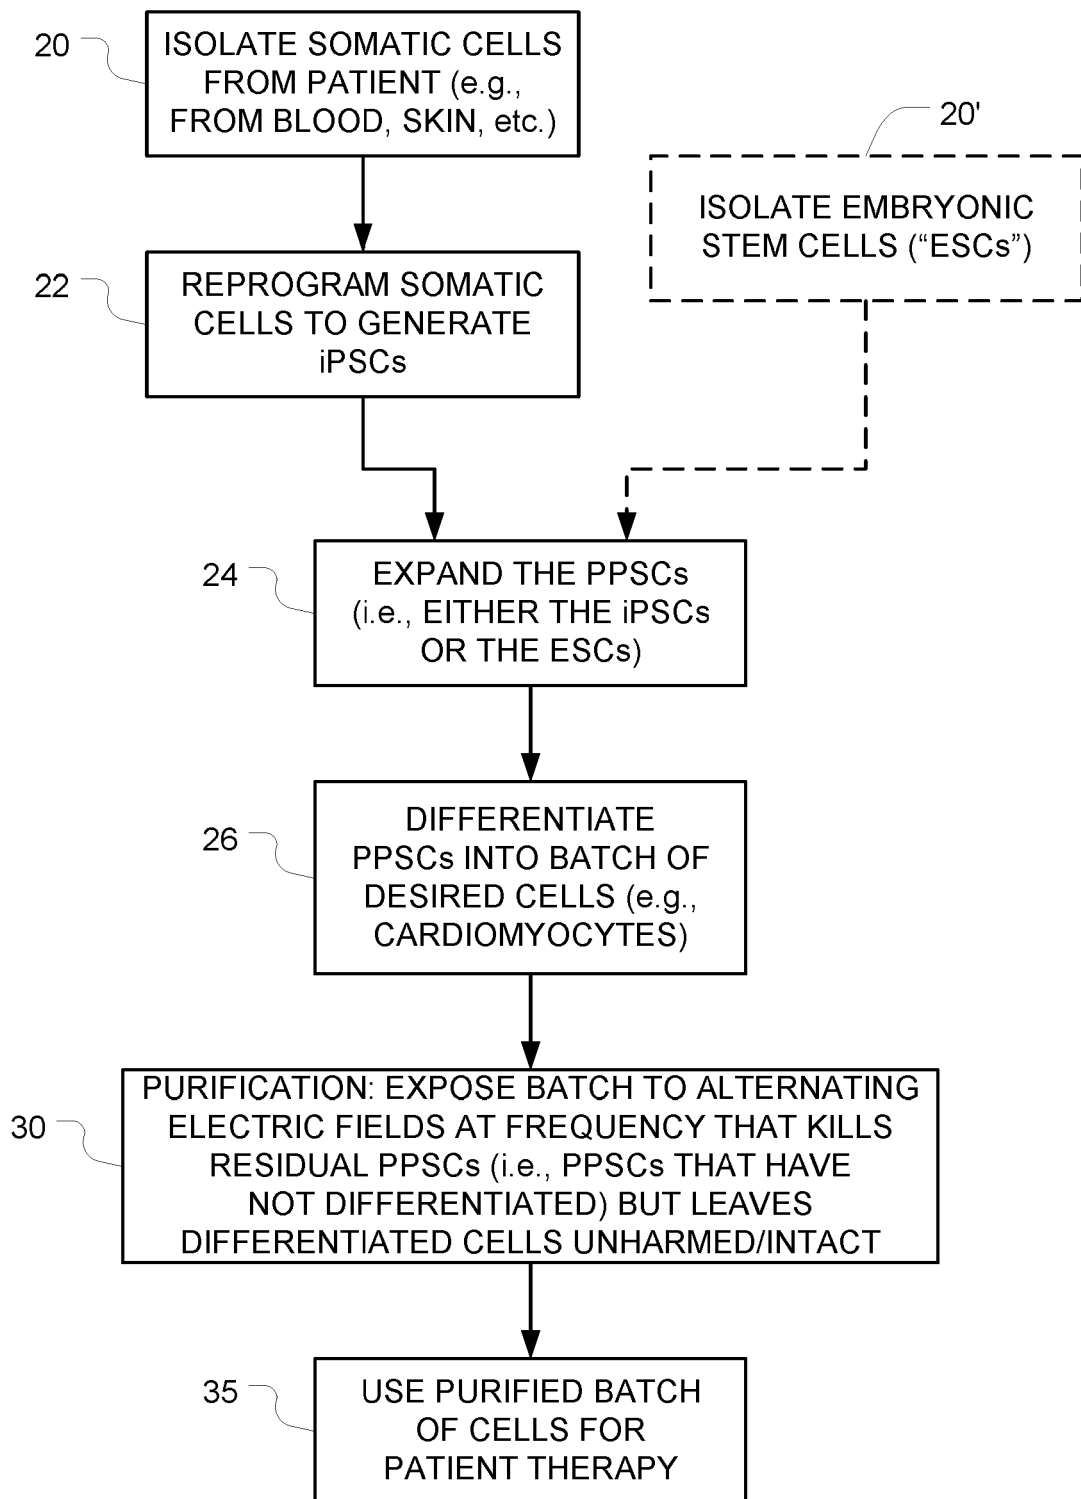 20
ISOLATE SOMATIC CELLS
FROM PATIENT (e.g.,
FROM BLOOD, SKIN, etc.)
20'
ISOLATE EMBRYONIC
STEM CELLS (“ESCs”)
22
REPROGRAM SOMATIC
CELLS TO GENERATE
iPSCs
24
EXPAND THE PPSCs
(i.e., EITHER THE iPSCs
OR THE ESCs)
26
DIFFERENTIATE
PPSCs INTO BATCH OF
DESIRED CELLS (e.g.,
CARDIOMYOCYTES)
30
PURIFICATION: EXPOSE BATCH TO ALTERNATING
ELECTRIC FIELDS AT FREQUENCY THAT KILLS
RESIDUAL PPSCs (i.e., PPSCs THAT HAVE
NOT DIFFERENTIATED) BUT LEAVES
DIFFERENTIATED CELLS UNHARMED/INTACT
35
USE PURIFIED BATCH
OF CELLS FOR
PATIENT THERAPY